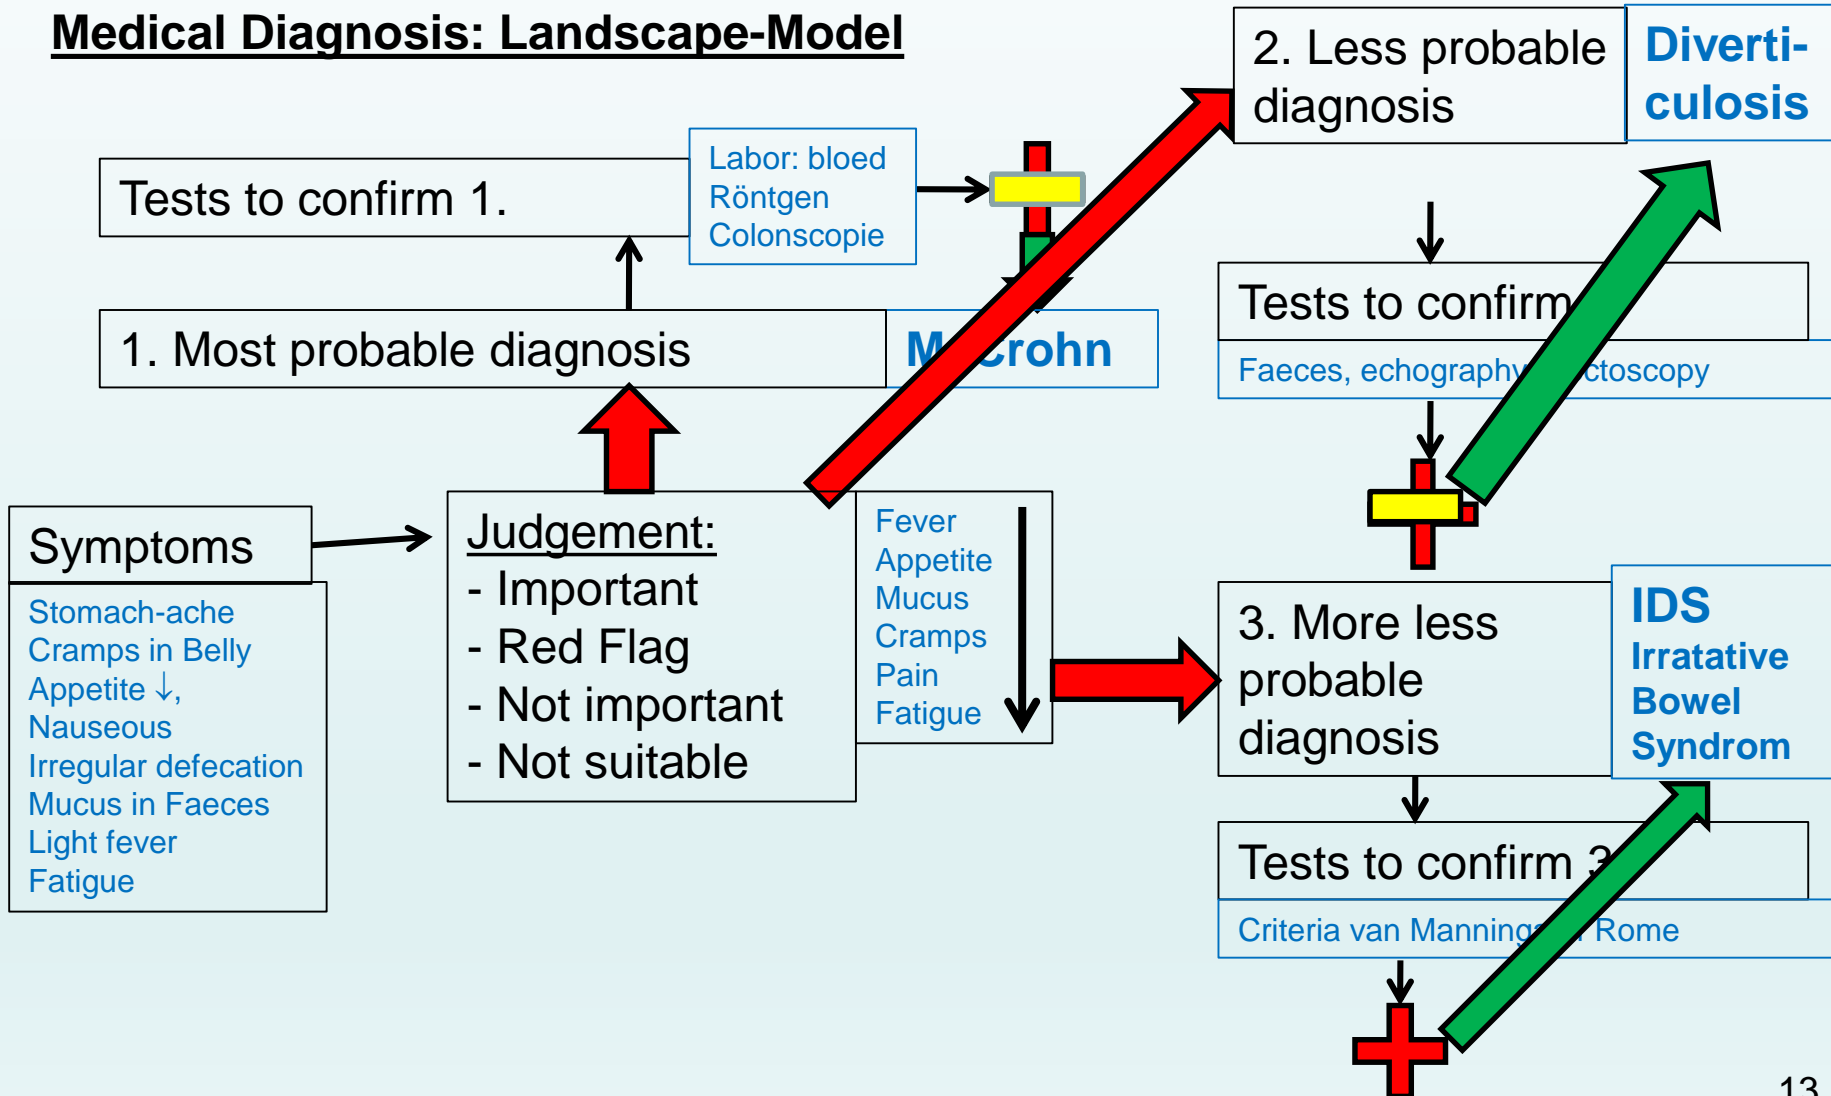 Medical Diagnosis: Landscape-Model
2. Less probable
diagnosis
Diverti-
culosis
Labor: bloed
Röntgen
Colonscopie
Tests to confirm 1.
Tests to confirm
Faeces, echography
1. Most probable diagnosis
Crohn
Symptoms
Stomach-ache
Cramps in Belly
Appetite ↓,
Nauseous
Irregular defecation
Mucus in Faeces
Light fever
Fatigue
Judgement:
- Important
- Red Flag
- Not important
- Not suitable
Fever
Appetite
Mucus
Cramps
Pain
Fatigue
3. More less
probable
diagnosis
IDS
Irratative
Bowel
Syndrom
Tests to confirm 3
Criteria van Manning Rome
13